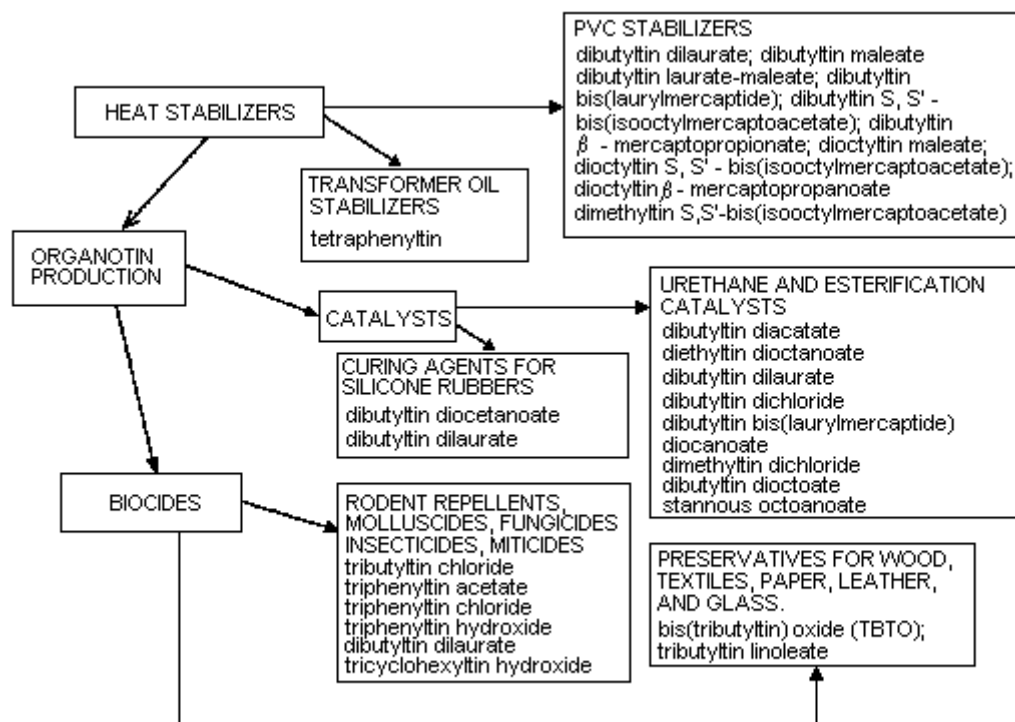 PVC STABILIZERS
dibutyltin dilaurate; dibutyltin maleate
dibutyltin laurate-maleate; dibutyltin
bis(laurylmercaptide); dibutyltin S, S' -
bis(isooctylmercaptoacetate); dibutyltin
β - mercaptopropionate; dioctyltin maleate;
dioctyltin S, S' - bis(isooctylmercaptoacetate);
dioctyltin β- mercaptopropanoate
dimethyltin S,S'-bis(isooctylmercaptoacetate)
HEAT STABILIZERS
TRANSFORMER OIL
STABILIZERS
tetraphenyltin
ORGANOTIN
PRODUCTION
CATALYSTS
URETHANE AND ESTERIFICATION
CATALYSTS
dibutyltin diacatate
diethyltin dioctanoate
dibutyltin dilaurate
dibutyltin dichloride
dibutyltin bis(laurylmercaptide)
diocanoate
dimethyltin dichloride
dibutyltin dioctoate
stannous octoanoate
CURING AGENTS FOR
SILICONE RUBBERS
dibutyltin diocetanoate
dibutyltin dilaurate
BIOCIDES
RODENT REPELLENTS,
MOLLUSCIDES, FUNGICIDES
INSECTICIDES, MITICIDES
tributyltin chloride
triphenyltin acetate
triphenyltin chloride
triphenyltin hydroxide
dibutyltin dilaurate
tricyclohexyltin hydroxide
PRESERVATIVES FOR WOOD,
TEXTILES, PAPER, LEATHER,
AND GLASS.
bis(tributyltin) oxide (TBTO);
tributyltin linoleate